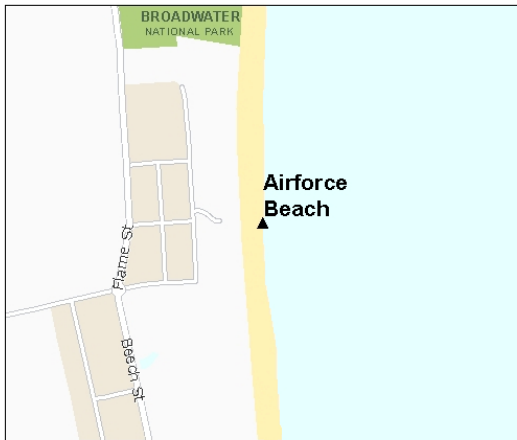 BROADWATER
NATIONAL PARK
Airforce
Beach
Flame St
Beech St